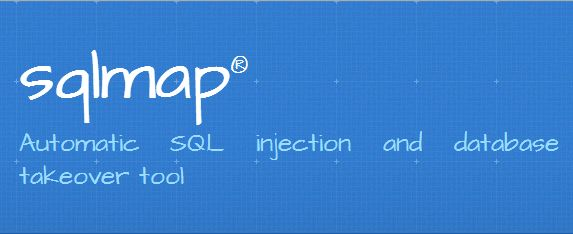 sqlmap®
Automatic SQL injection and database
takeover tool